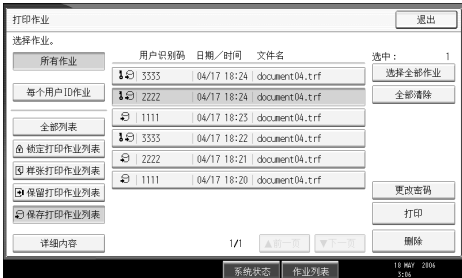 打印作业
退出
选择作业。
用户识别码 日期／时间 文件名
选中： 1
所有作业
每个用户ID作业
全部列表
锁定打印作业列表
样张打印作业列表
保留打印作业列表
保存打印作业列表
详细内容
3333 04/17 18:24 document04.trf
2222 04/17 18:24 document04.trf
1111 04/17 18:23 document04.trf
3333 04/17 18:22 document04.trf
2222 04/17 18:21 document04.trf
1111 04/17 18:20 document04.trf
选择全部作业
全部清除
更改密码
打印
删除
1/1
▲前一页
▼下一页
系统状态
作业列表
18 MAY 2006
3:06